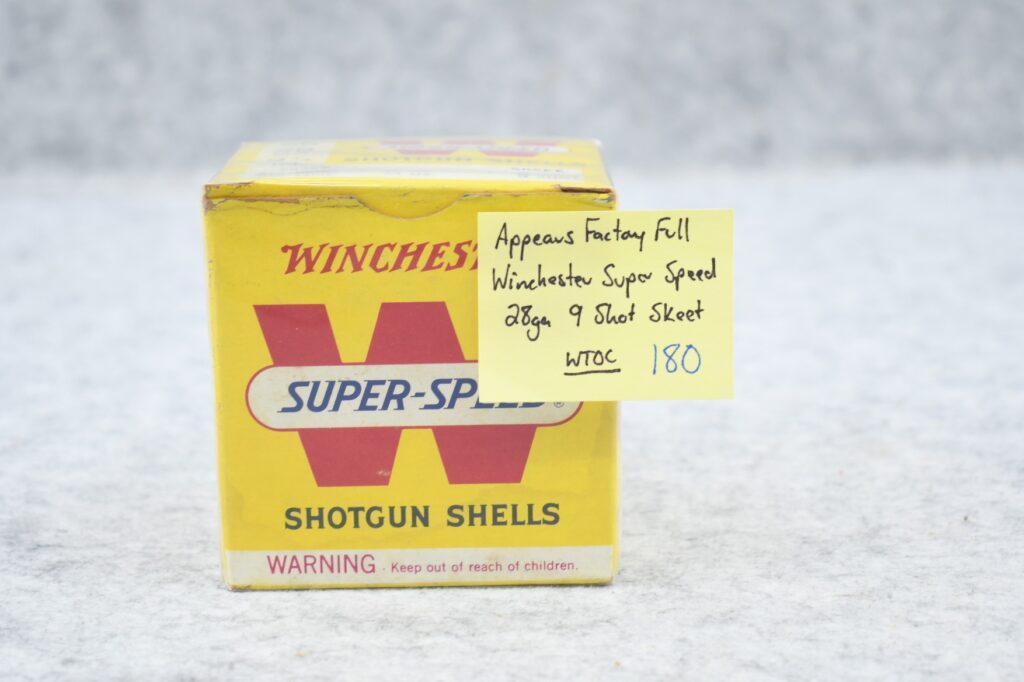 WINCHES
SUPER-SPEED®
SHOTGUN SHELLS
WARNING - Keep out of reach of children.
Appears Factory Full
Winchester Super Speed
28ga 9 Shot Skeet
WTOC 180